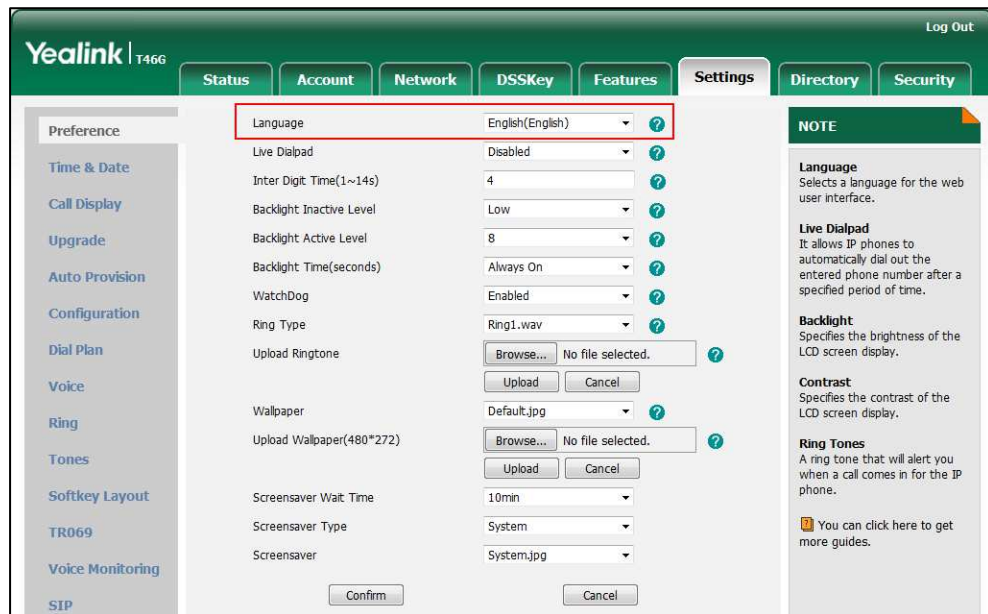 Log Out
Yealink T46G
Status Account Network DSSKey Features Settings Directory Security
Preference
Time & Date
Call Display
Upgrade
Auto Provision
Configuration
Dial Plan
Voice
Ring
Tones
Softkey Layout
TR069
Voice Monitoring
SIP
Language English(English) ?
Live Dialpad Disabled ?
Inter Digit Time(1~14s) 4 ?
Backlight Inactive Level Low ?
Backlight Active Level 8 ?
Backlight Time(seconds) Always On ?
WatchDog Enabled ?
Ring Type Ring1.wav ?
Upload Ringtone Browse... No file selected. ?
Upload Cancel
Wallpaper Default.jpg ?
Upload Wallpaper(480*272) Browse... No file selected. ?
Upload Cancel
Screensaver Wait Time 10min
Screensaver Type System
Screensaver System.jpg
Confirm Cancel
NOTE
Language
Selects a language for the web
user interface.
Live Dialpad
It allows IP phones to
automatically dial out the
entered phone number after a
specified period of time.
Backlight
Specifies the brightness of the
LCD screen display.
Contrast
Specifies the contrast of the
LCD screen display.
Ring Tones
A ring tone that will alert you
when a call comes in for the IP
phone.
? You can click here to get
more guides.